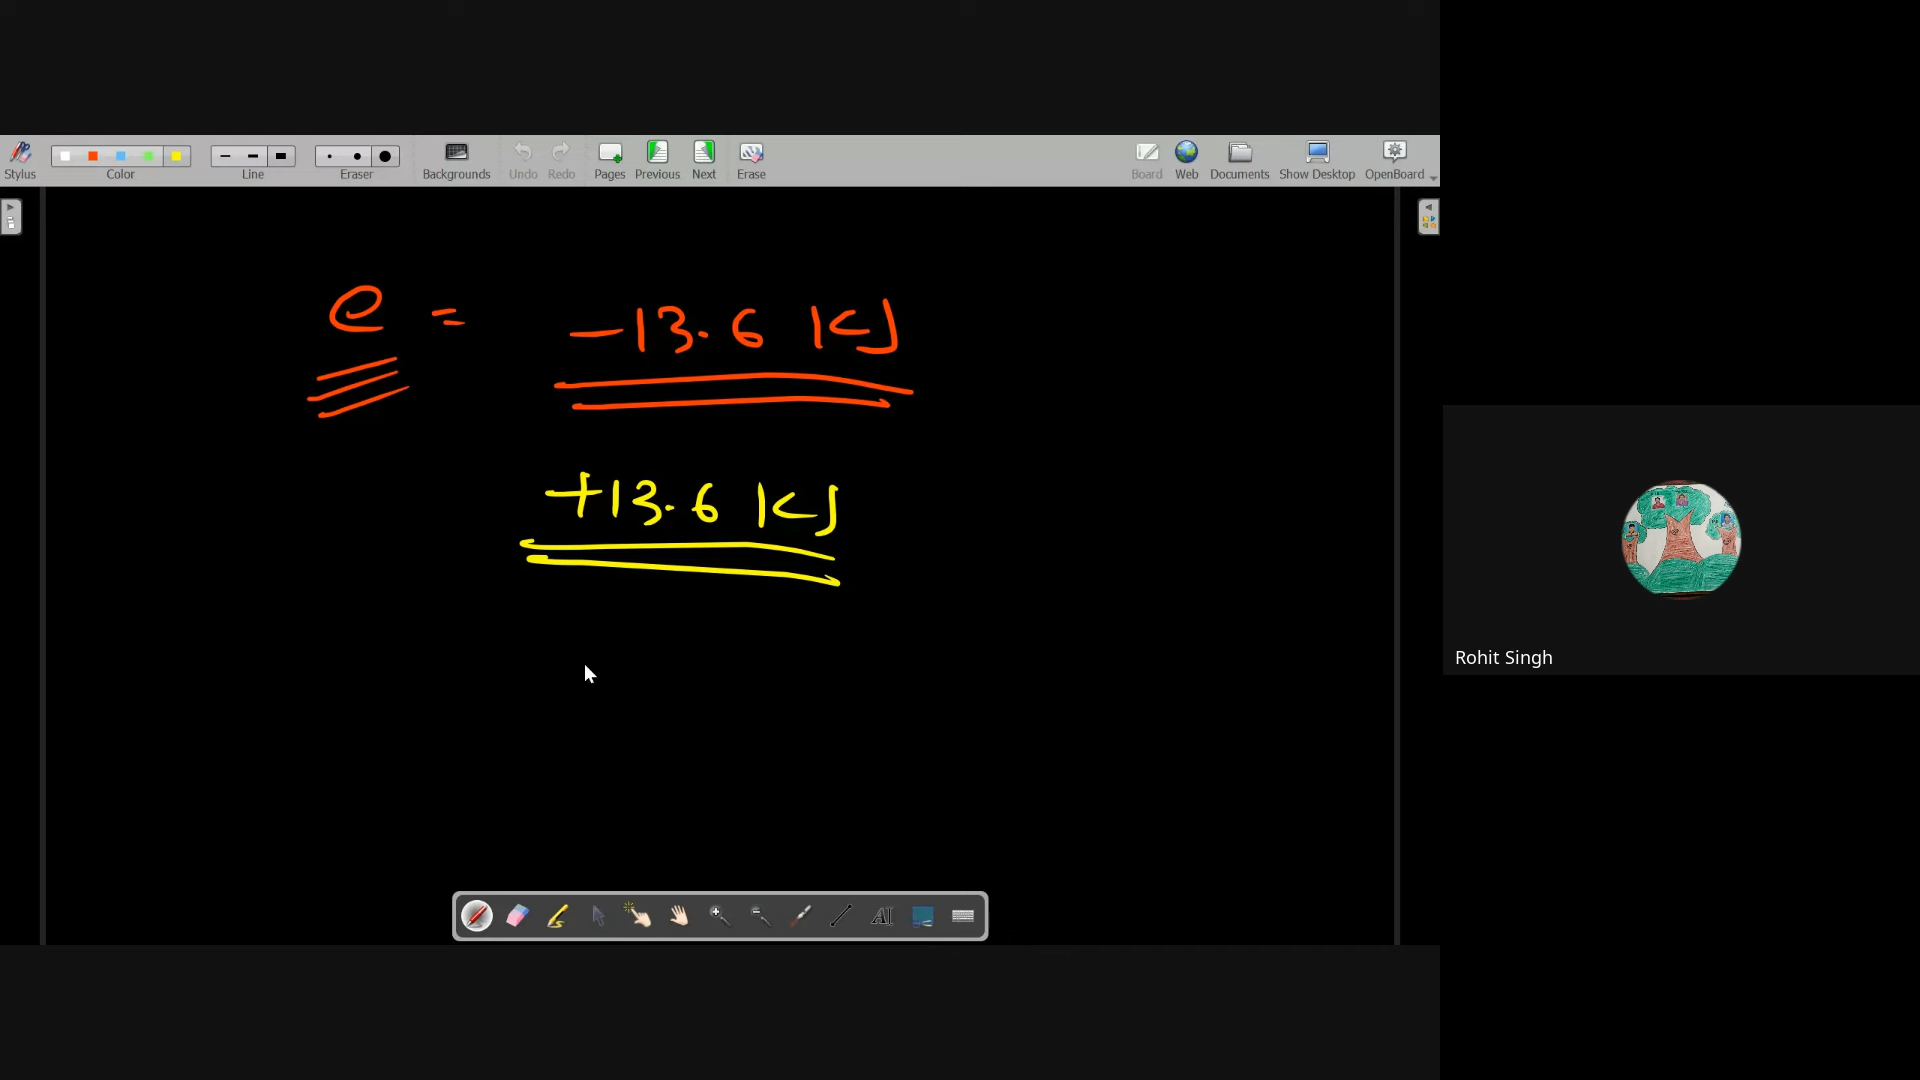 Stylus Color Line Eraser Backgrounds Undo Redo Pages Previous Next Erase Board Web Documents Show Desktop OpenBoard
e = -13.6 KJ
+13.6 KJ
Rohit Singh
AI